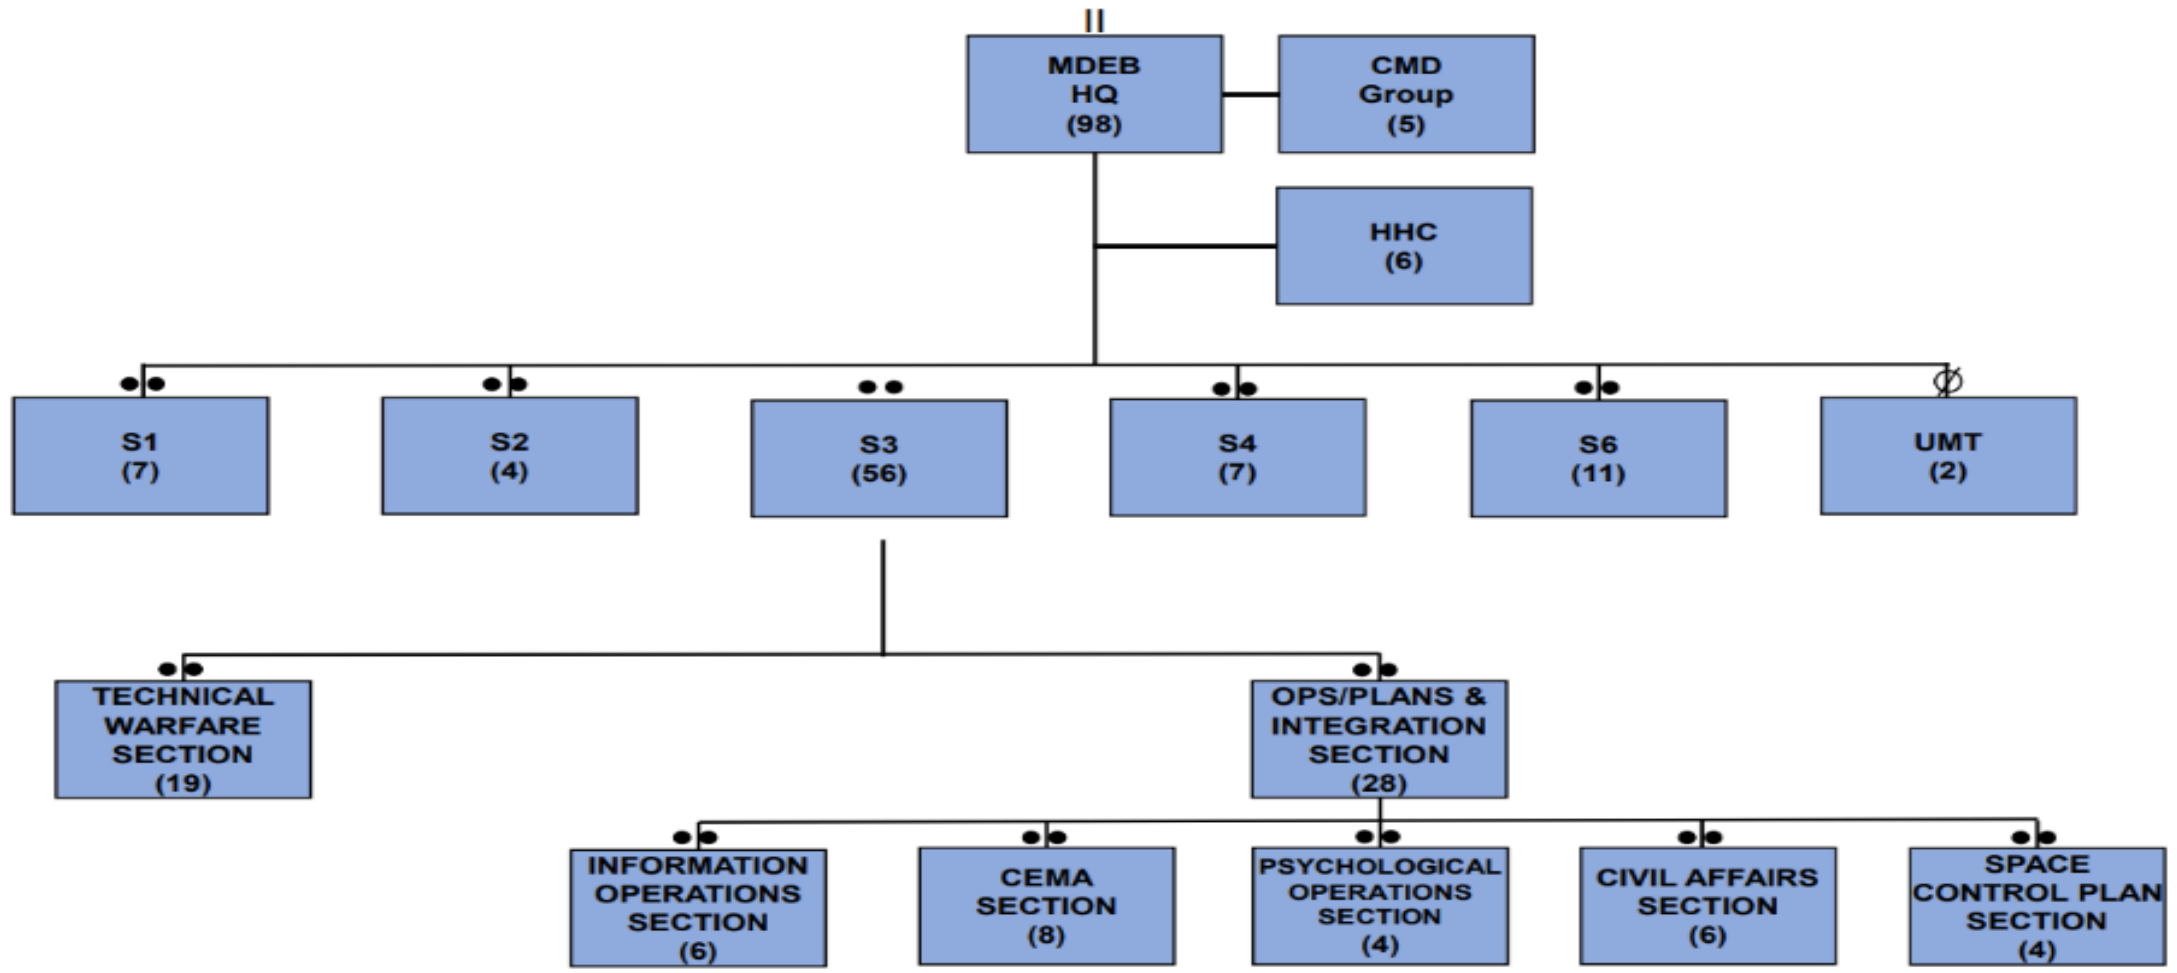 MDEB
HQ
(98)
CMD
Group
(5)
HHC
(6)
S1
(7)
S2
(4)
S3
(56)
S4
(7)
S6
(11)
UMT
(2)
TECHNICAL
WARFARE
SECTION
(19)
OPS/PLANS &
INTEGRATION
SECTION
(28)
INFORMATION
OPERATIONS
SECTION
(6)
CEMA
SECTION
(8)
PSYCHOLOGICAL
OPERATIONS
SECTION
(4)
CIVIL AFFAIRS
SECTION
(6)
SPACE
CONTROL PLAN
SECTION
(4)